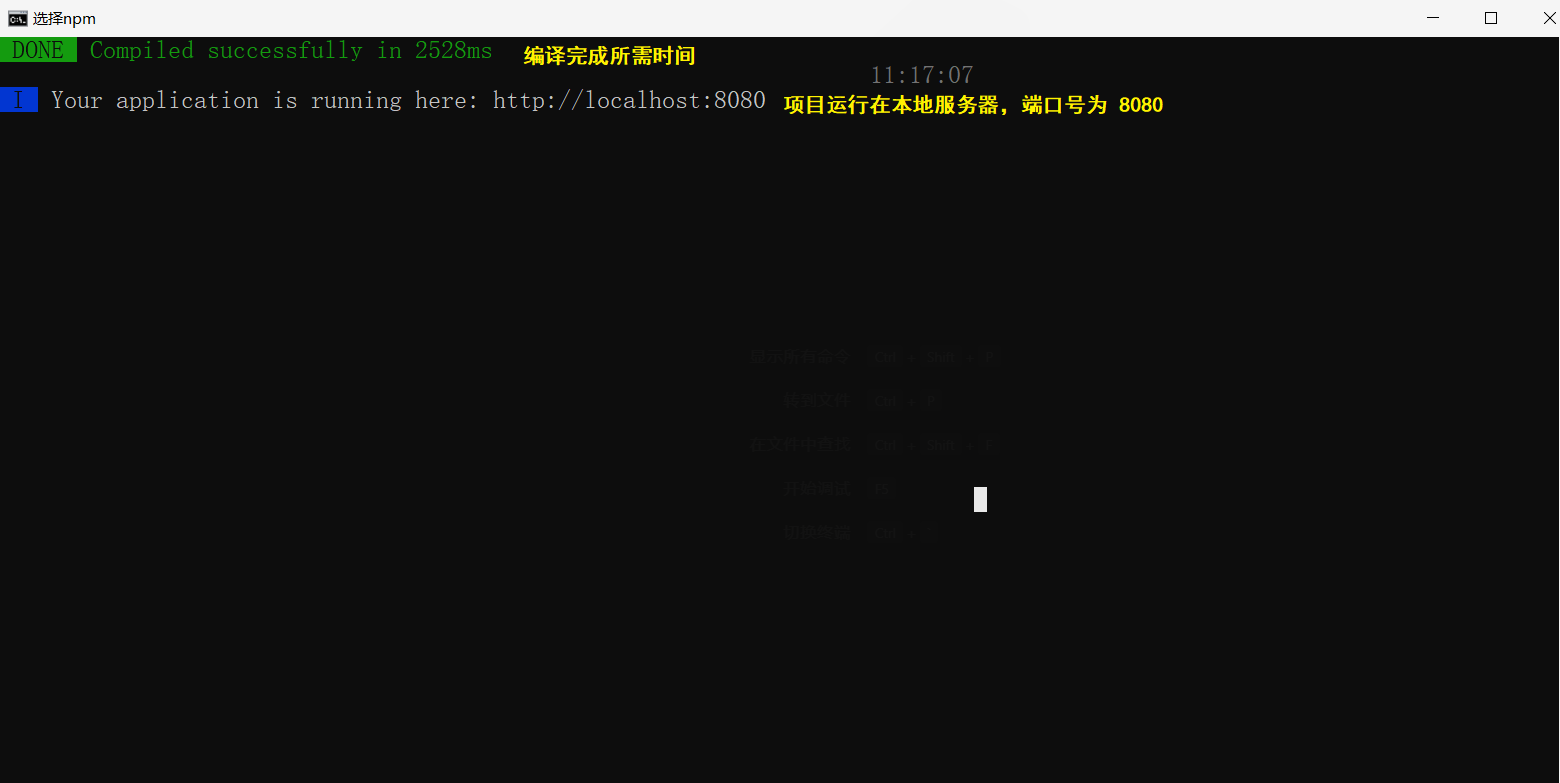 选择npm
DONE Compiled successfully in 2528ms 编译完成所需时间
11:17:07
I Your application is running here: http://localhost:8080 项目运行在本地服务器，端口号为 8080
显示所有命令 Ctrl + Shift + P
转到文件 Ctrl + P
在文件中查找 Ctrl + Shift + F
开始调试 F5
切换终端 Ctrl +